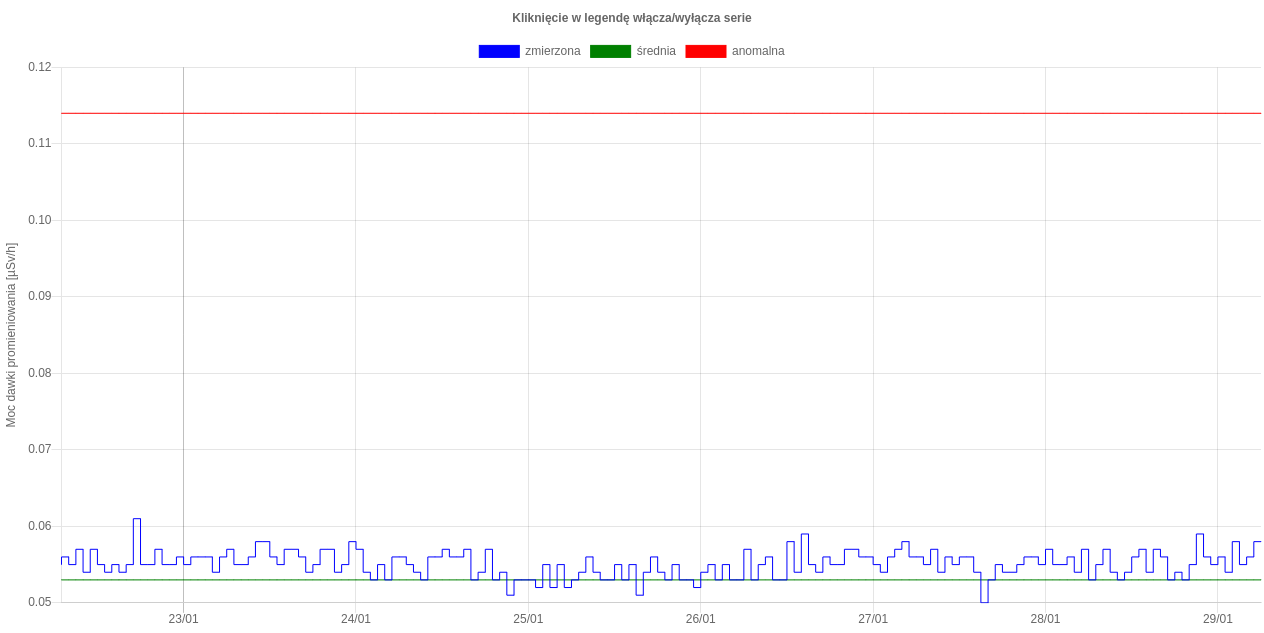 Kliknięcie w legendę włącza/wyłącza serie
zmierzona średnia anomalna
Moc dawki promieniowania [µSv/h]
0.12
0.11
0.10
0.09
0.08
0.07
0.06
0.05
23/01 24/01 25/01 26/01 27/01 28/01 29/01